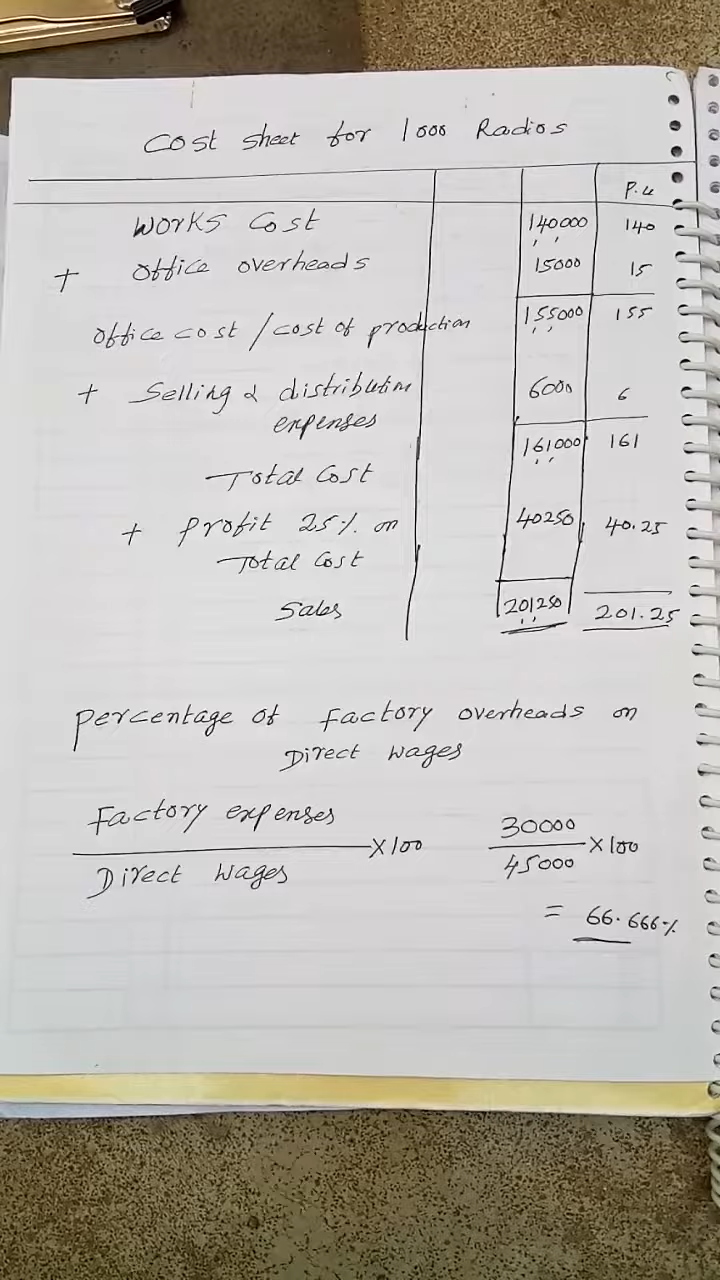 Cost sheet for 1000 Radios
P.u
Works Cost 140000 140
+ Office overheads 15000 15
Office cost / cost of production 155000 155
+ Selling & distribution 6000 6
expenses
161000 161
Total Cost
+ Profit 25% on 40250 40.25
Total Cost
Sales 201250 201.25
Percentage of Factory overheads on
Direct wages
Factory expenses 30000
×100 ×100
Direct wages 45000
= 66.666%